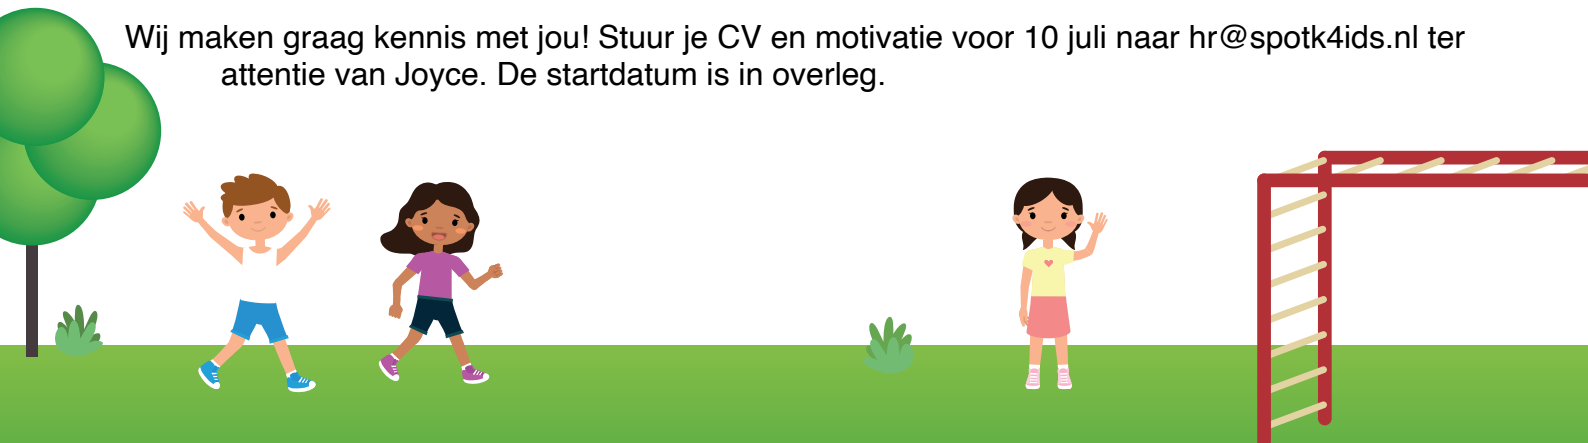 Wij maken graag kennis met jou! Stuur je CV en motivatie voor 10 juli naar hr@spotk4ids.nl ter
attentie van Joyce. De startdatum is in overleg.